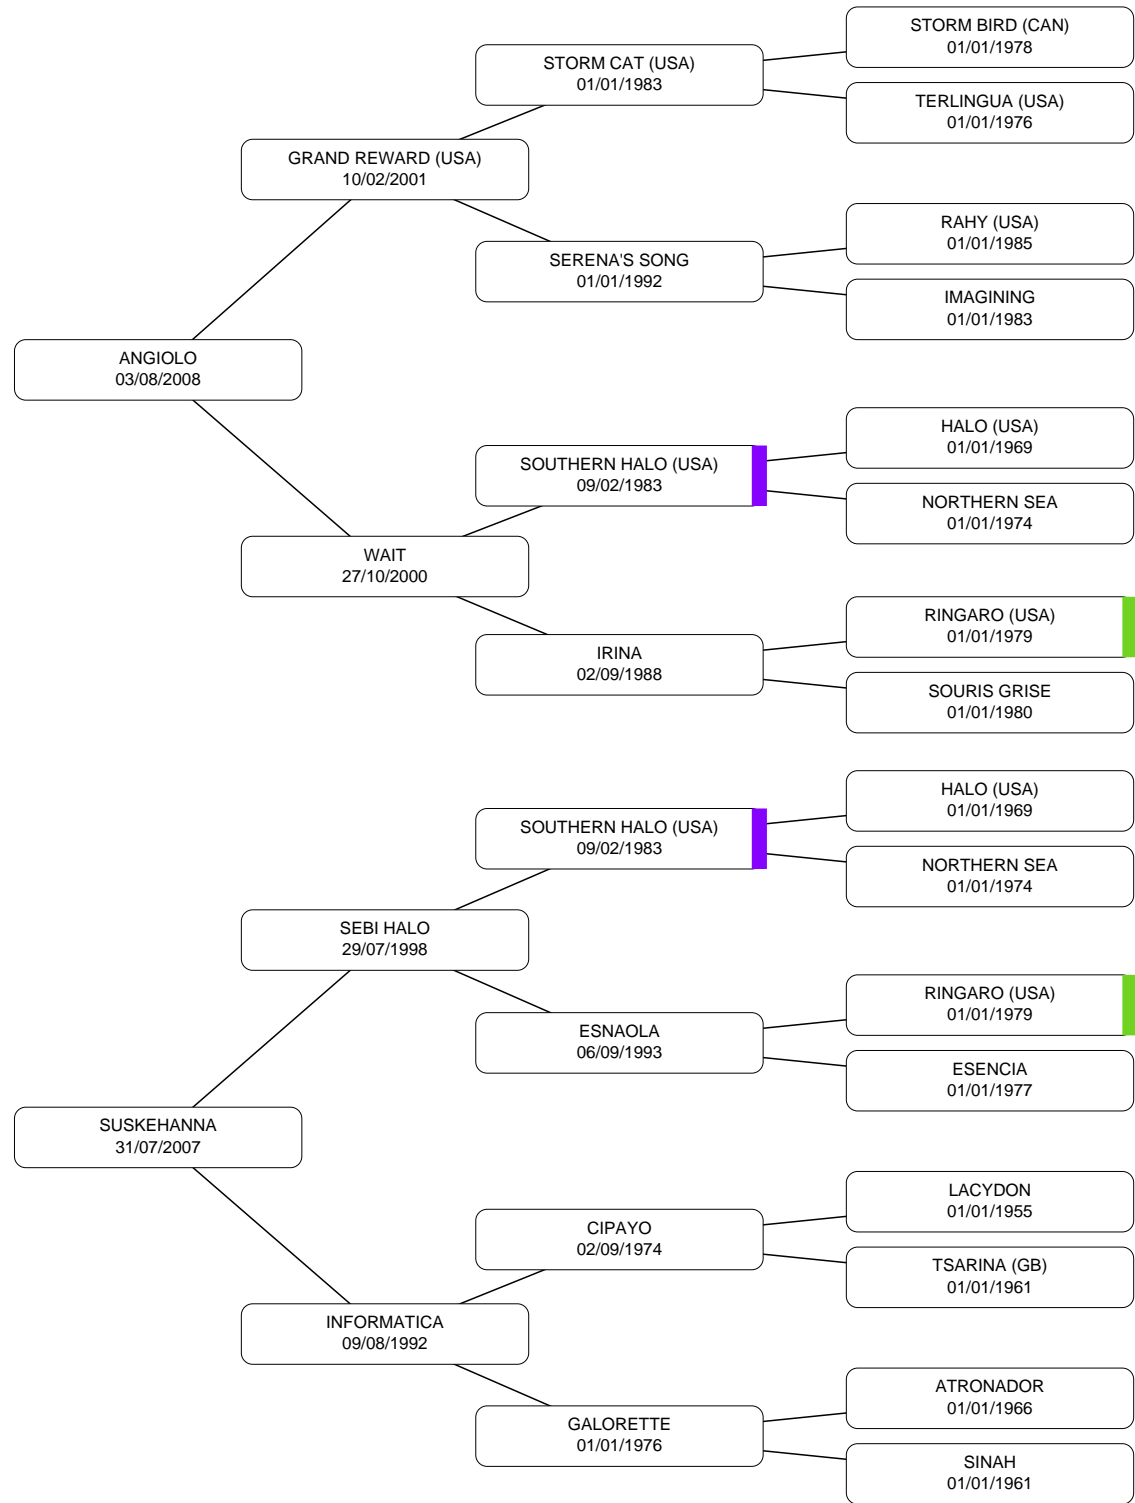 STORM BIRD (CAN)
01/01/1978
STORM CAT (USA)
01/01/1983
TERLINGUA (USA)
01/01/1976
GRAND REWARD (USA)
10/02/2001
RAHY (USA)
01/01/1985
SERENA'S SONG
01/01/1992
IMAGINING
01/01/1983
ANGIOLO
03/08/2008
HALO (USA)
01/01/1969
SOUTHERN HALO (USA)
09/02/1983
NORTHERN SEA
01/01/1974
WAIT
27/10/2000
RINGARO (USA)
01/01/1979
IRINA
02/09/1988
SOURIS GRISE
01/01/1980
HALO (USA)
01/01/1969
SOUTHERN HALO (USA)
09/02/1983
NORTHERN SEA
01/01/1974
SEBI HALO
29/07/1998
RINGARO (USA)
01/01/1979
ESNAOLA
06/09/1993
ESENCIA
01/01/1977
SUSKEHANNA
31/07/2007
LACYDON
01/01/1955
CIPAYO
02/09/1974
TSARINA (GB)
01/01/1961
INFORMATICA
09/08/1992
ATRONADOR
01/01/1966
GALORETTE
01/01/1976
SINAH
01/01/1961